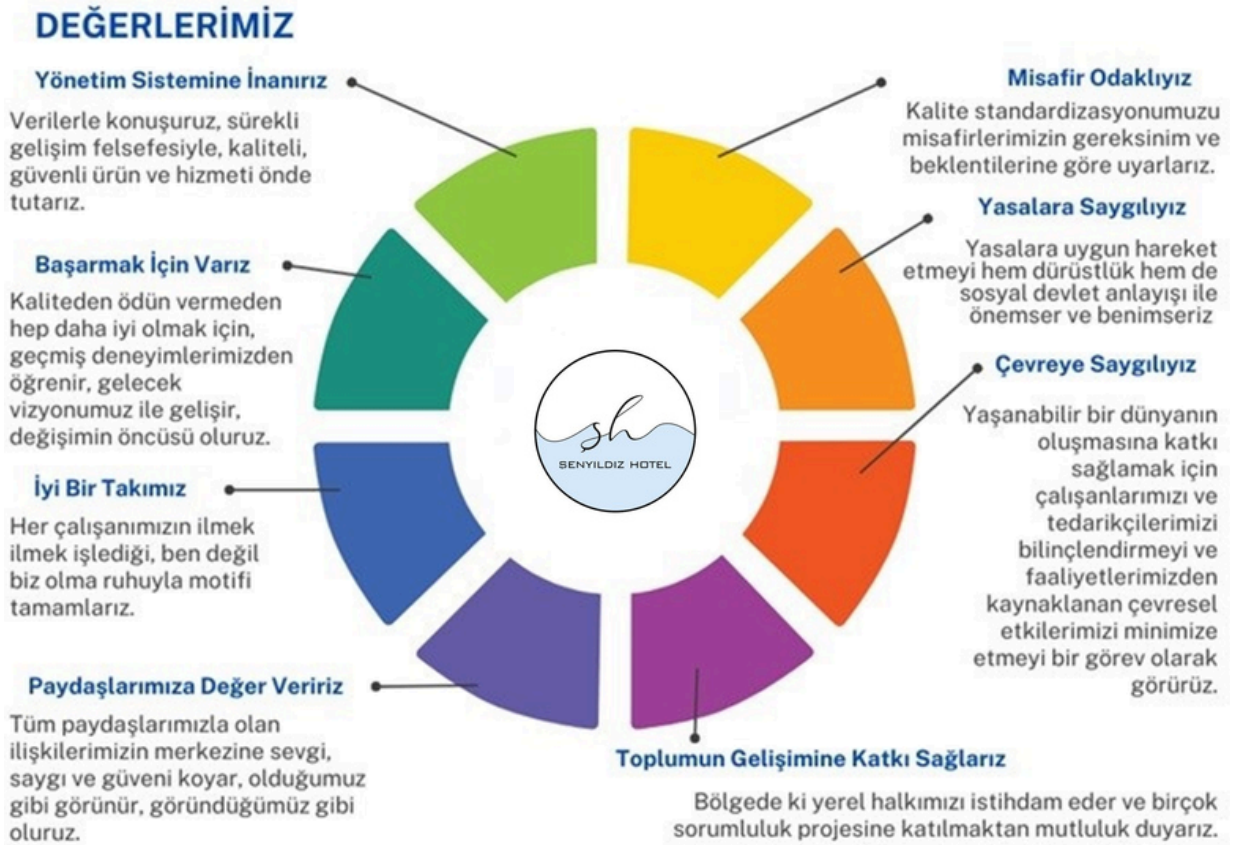 DEĞERLERİMİZ
Yönetim Sistemine İnanırız
Verilerle konuşuruz, sürekli
gelişim felsefesiyle, kaliteli,
güvenli ürün ve hizmeti önde
tutarız.
Başarmak İçin Varız
Kaliteden ödün vermeden
hep daha iyi olmak için,
geçmiş deneyimlerimizden
öğrenir, gelecek
vizyonumuz ile gelişir,
değişimin öncüsü oluruz.
İyi Bir Takımız
Her çalışanımızın ilmek
ilmek işlediği, ben değil
biz olma ruhuyla motifi
tamamlarız.
Paydaşlarımıza Değer Veririz
Tüm paydaşlarımızla olan
ilişkilerimizin merkezine sevgi,
saygı ve güveni koyar, olduğumuz
gibi görünür, göründüğümüz gibi
oluruz.
sh
ŞENYILDIZ HOTEL
Misafir Odaklıyız
Kalite standardizasyonumuzu
misafirlerimizin gereksinim ve
beklentilerine göre uyarlarız.
Yasalara Saygılıyız
Yasalara uygun hareket
etmeyi hem dürüstlük hem de
sosyal devlet anlayışı ile
önemser ve benimseriz
Çevreye Saygılıyız
Yaşanabilir bir dünyanın
oluşmasına katkı
sağlamak için
çalışanlarımızı ve
tedarikçilerimizi
bilinçlendirmeyi ve
faaliyetlerimizden
kaynaklanan çevresel
etkilerimizi minimize
etmeyi bir görev olarak
görürüz.
Toplumun Gelişimine Katkı Sağlarız
Bölgede ki yerel halkımızı istihdam eder ve birçok
sorumluluk projesine katılmaktan mutluluk duyarız.